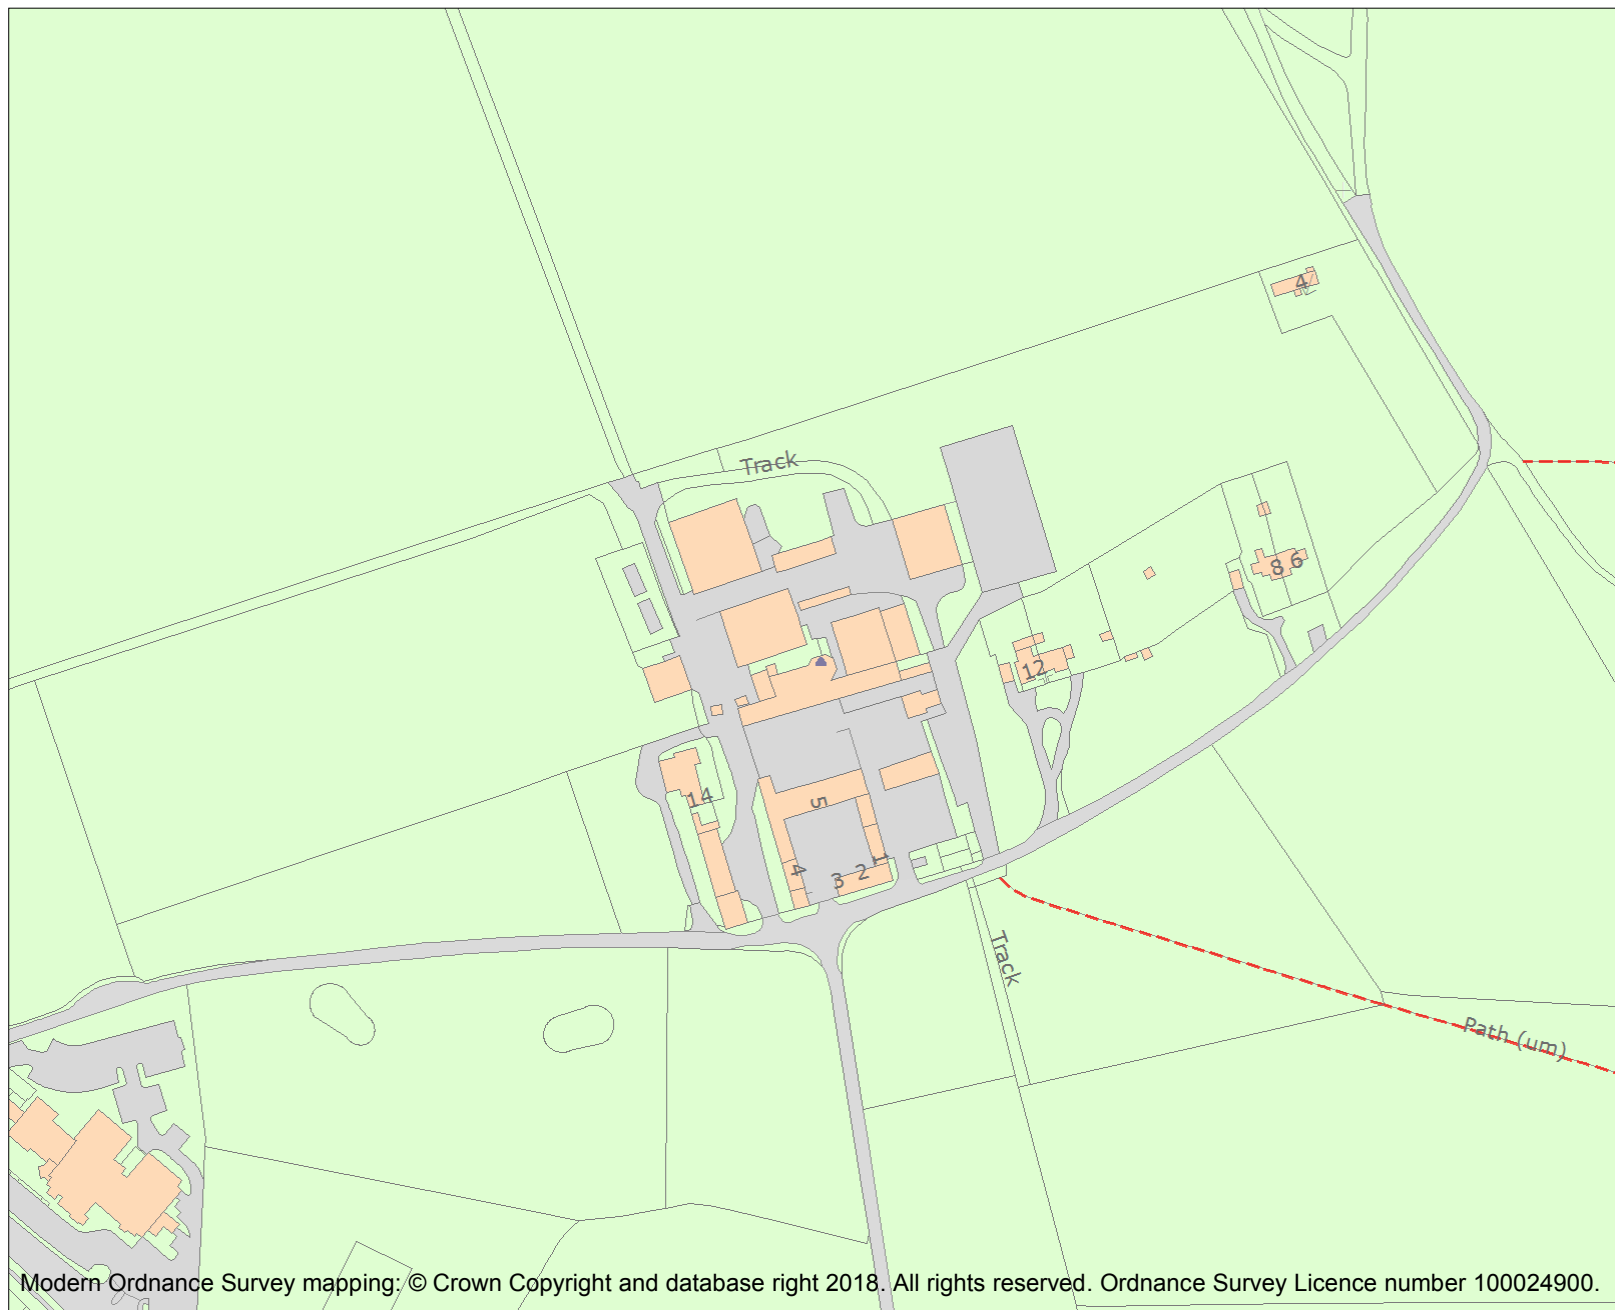 4
Track
8 6
12
14
5
4
3
2
1
Track
Path (um)
Modern Ordnance Survey mapping: © Crown Copyright and database right 2018. All rights reserved. Ordnance Survey Licence number 100024900.